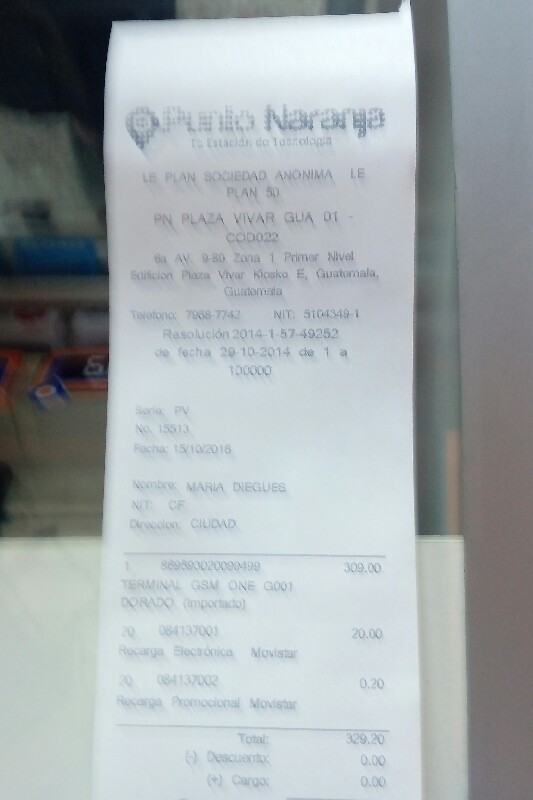 Punto Naranja
Tu Estación de Tecnología
LE PLAN SOCIEDAD ANONIMA LE
PLAN 50
PN PLAZA VIVAR GUA 01 -
COD022
6a AV. 9-80 Zona 1 Primer Nivel
Edificion Plaza Vivar Kiosko E, Guatemala,
Guatemala
Telefono: 7968-7742 NIT: 5104349-1
Resolución 2014-1-57-49252
de fecha 29-10-2014 de 1 a
100000
Serie: PV
No. 15513
Fecha: 15/10/2016
Nombre: MARIA DIEGUES
NIT: CF
Direccion: CIUDAD
1 869593020090499 309.00
TERMINAL GSM ONE G001
DORADO (Importado)
20 084137001 20.00
Recarga Electrónica Movistar
20 084137002 0.20
Recarga Promocional Movistar
Total: 329.20
(-) Descuento: 0.00
(+) Cargo: 0.00